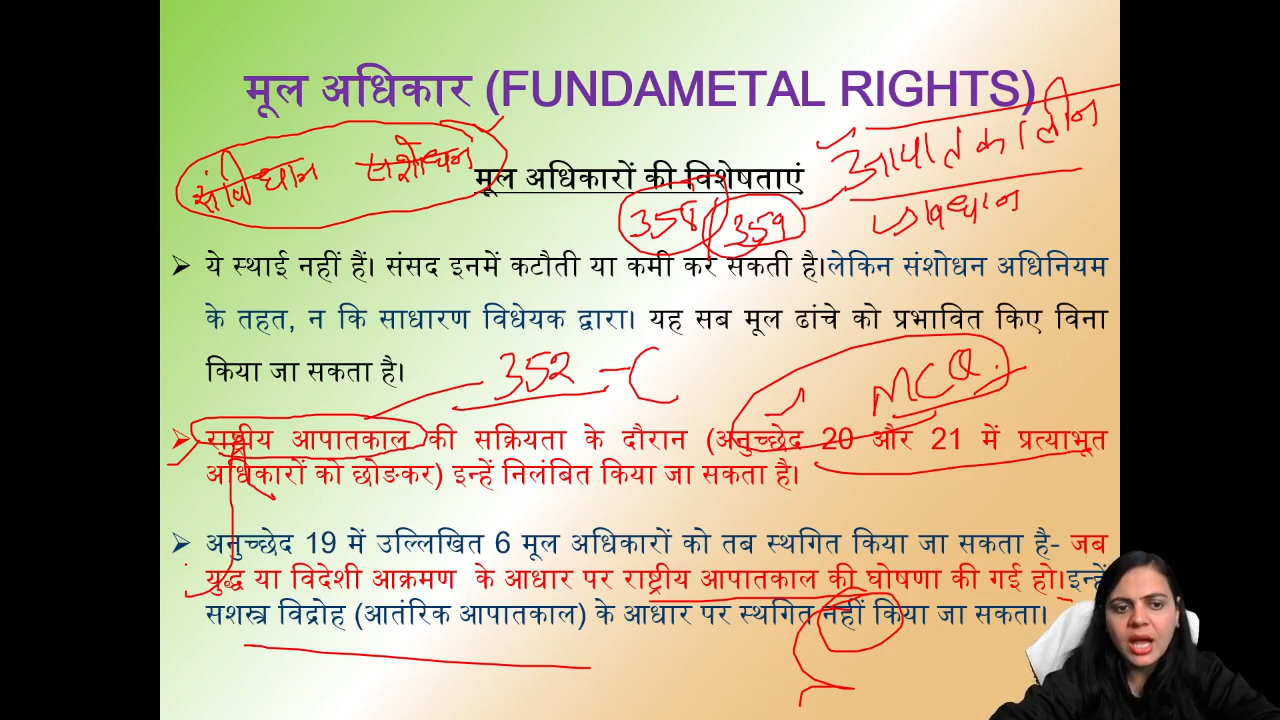 मूल अधिकार (FUNDAMETAL RIGHTS)
संविधान संशोधन
आपातकालीन
प्रावधान
मूल अधिकारों की विशेषताएं
358 359
➢ ये स्थाई नहीं हैं। संसद इनमें कटौती या कमी कर सकती है।लेकिन संशोधन अधिनियम
के तहत, न कि साधारण विधेयक द्वारा। यह सब मूल ढांचे को प्रभावित किए विना
किया जा सकता है।
352
MCQ
➢ राष्ट्रीय आपातकाल की सक्रियता के दौरान (अनुच्छेद 20 और 21 में प्रत्याभूत
अधिकारों को छोङकर) इन्हें निलंबित किया जा सकता है।
➢ अनुच्छेद 19 में उल्लिखित 6 मूल अधिकारों को तब स्थगित किया जा सकता है- जब
युद्ध या विदेशी आक्रमण के आधार पर राष्ट्रीय आपातकाल की घोषणा की गई हो।इन्हें
सशस्त्र विद्रोह (आतंरिक आपातकाल) के आधार पर स्थगित नहीं किया जा सकता।